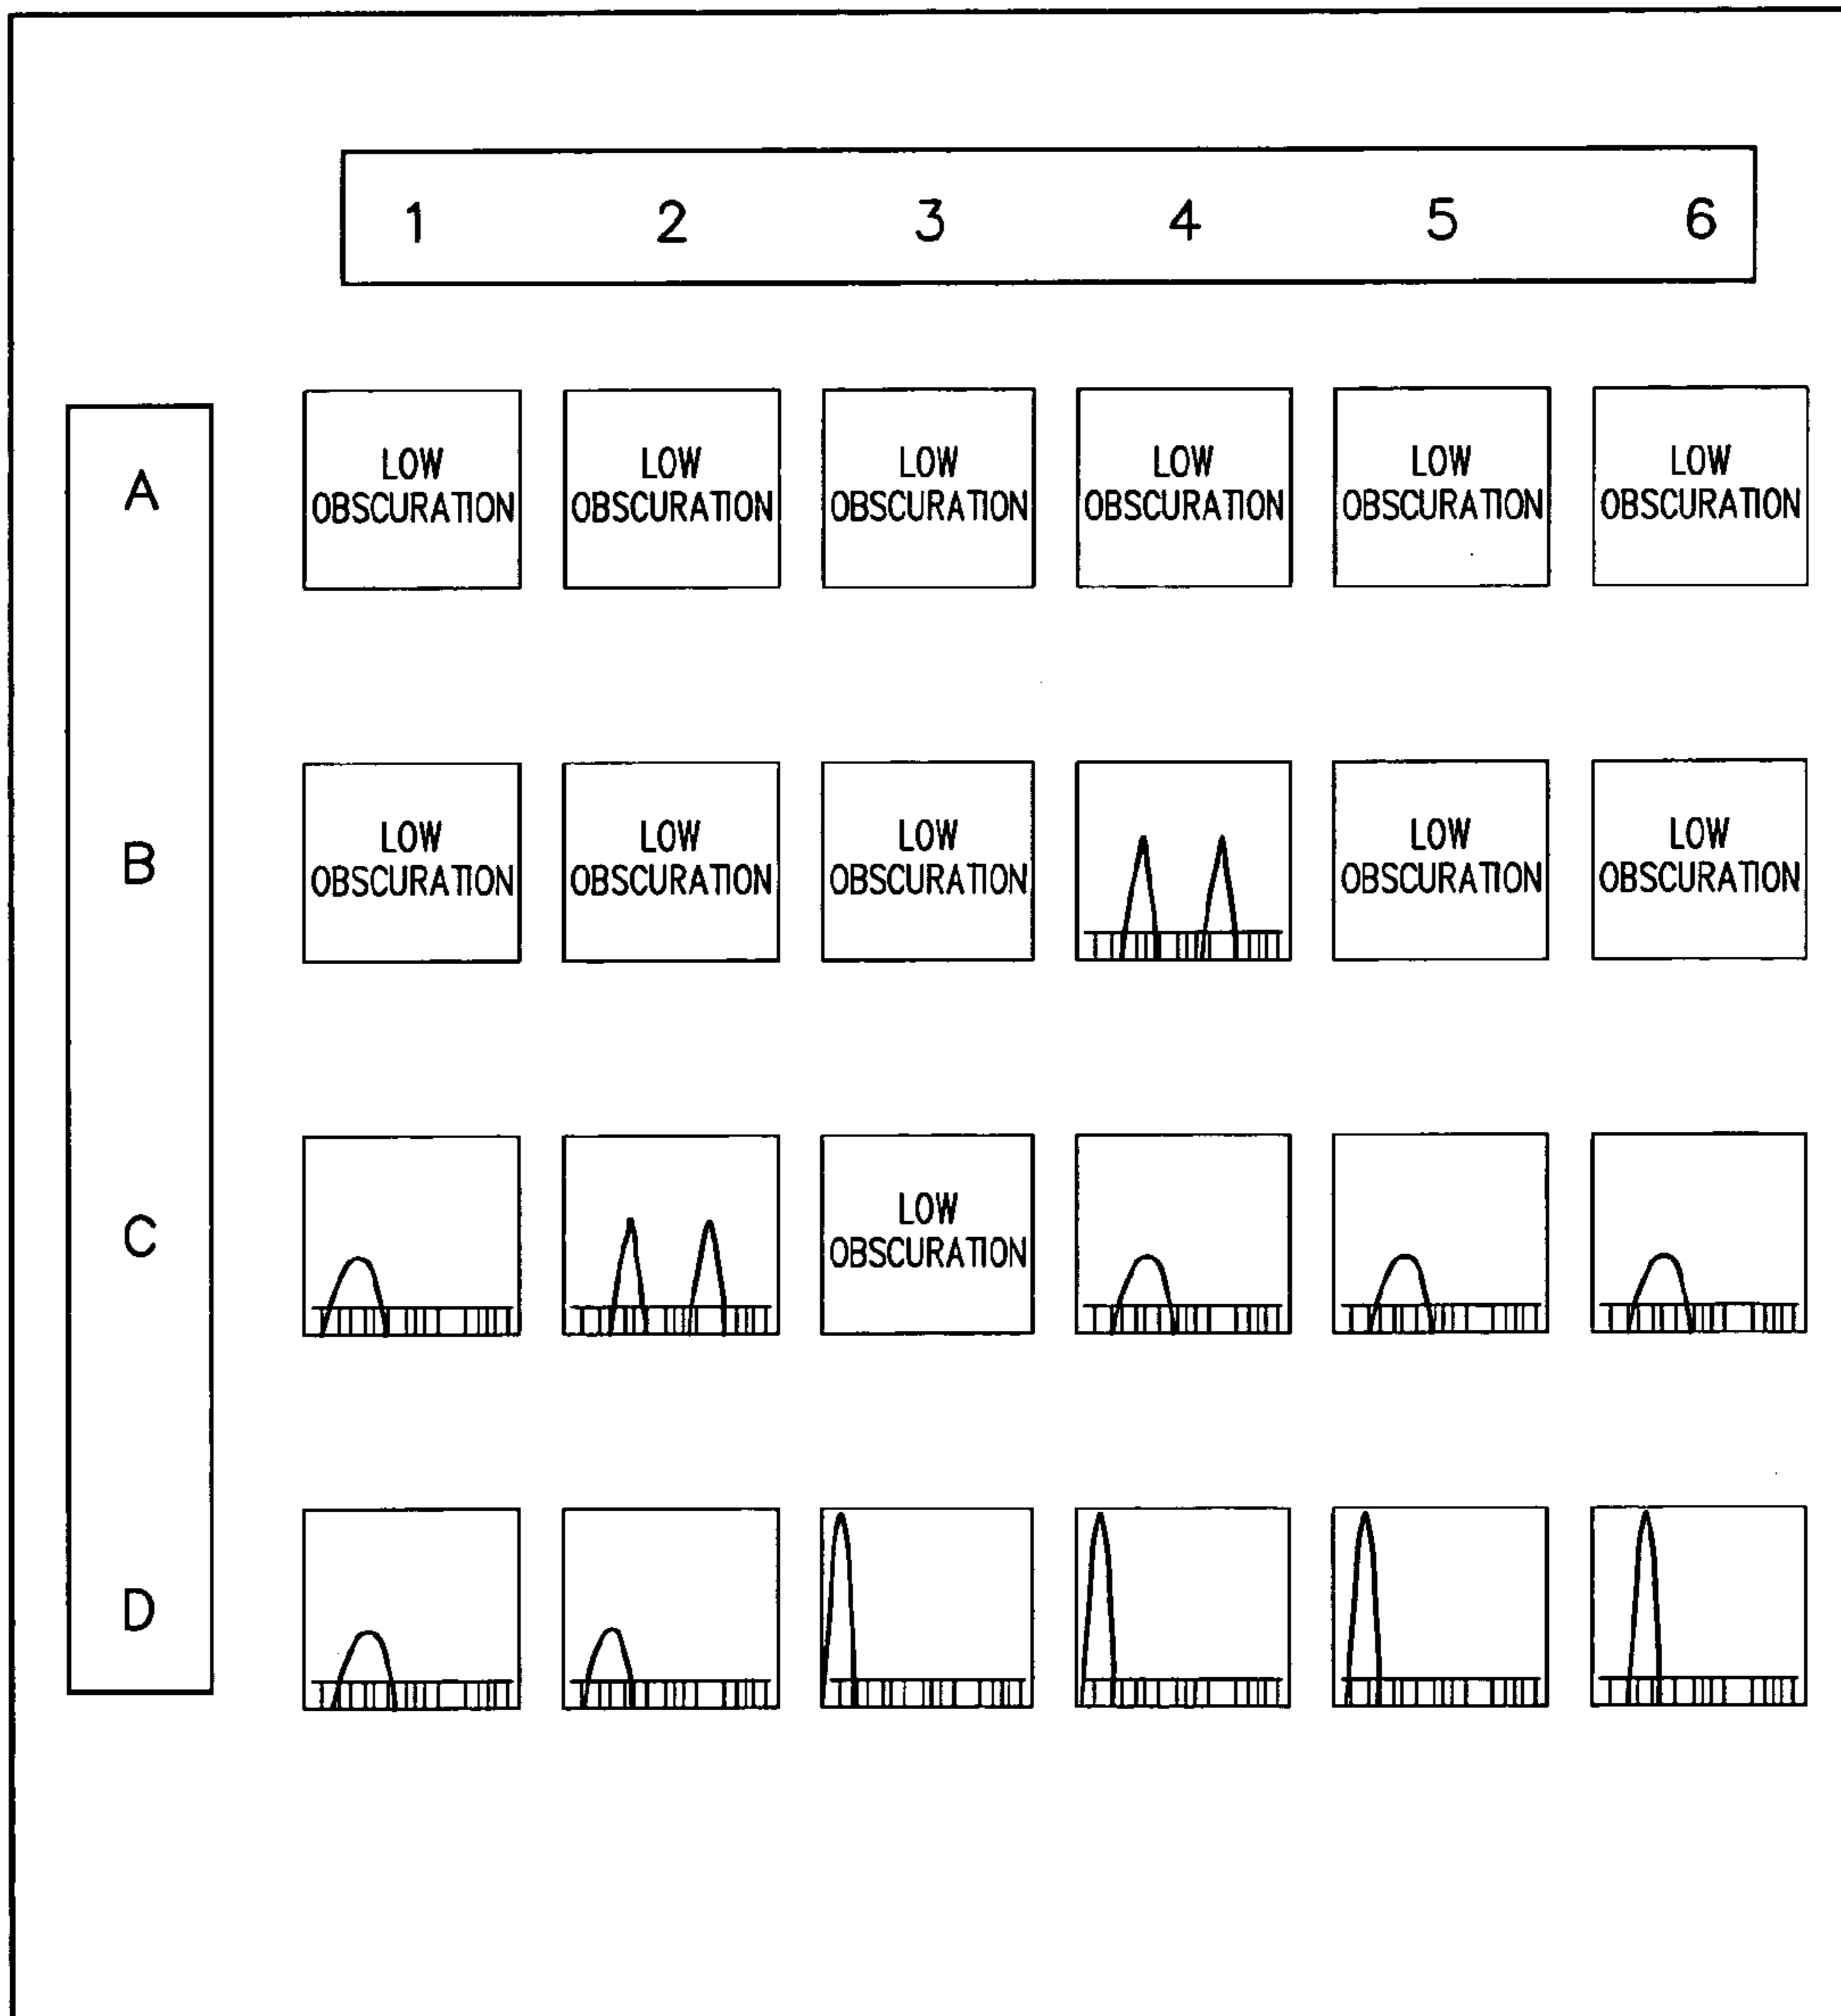 1 2 3 4 5 6
A
LOW LOW LOW LOW LOW LOW
OBSCURATION OBSCURATION OBSCURATION OBSCURATION OBSCURATION OBSCURATION
B
LOW LOW LOW LOW LOW
OBSCURATION OBSCURATION OBSCURATION OBSCURATION OBSCURATION
C
LOW
OBSCURATION
D